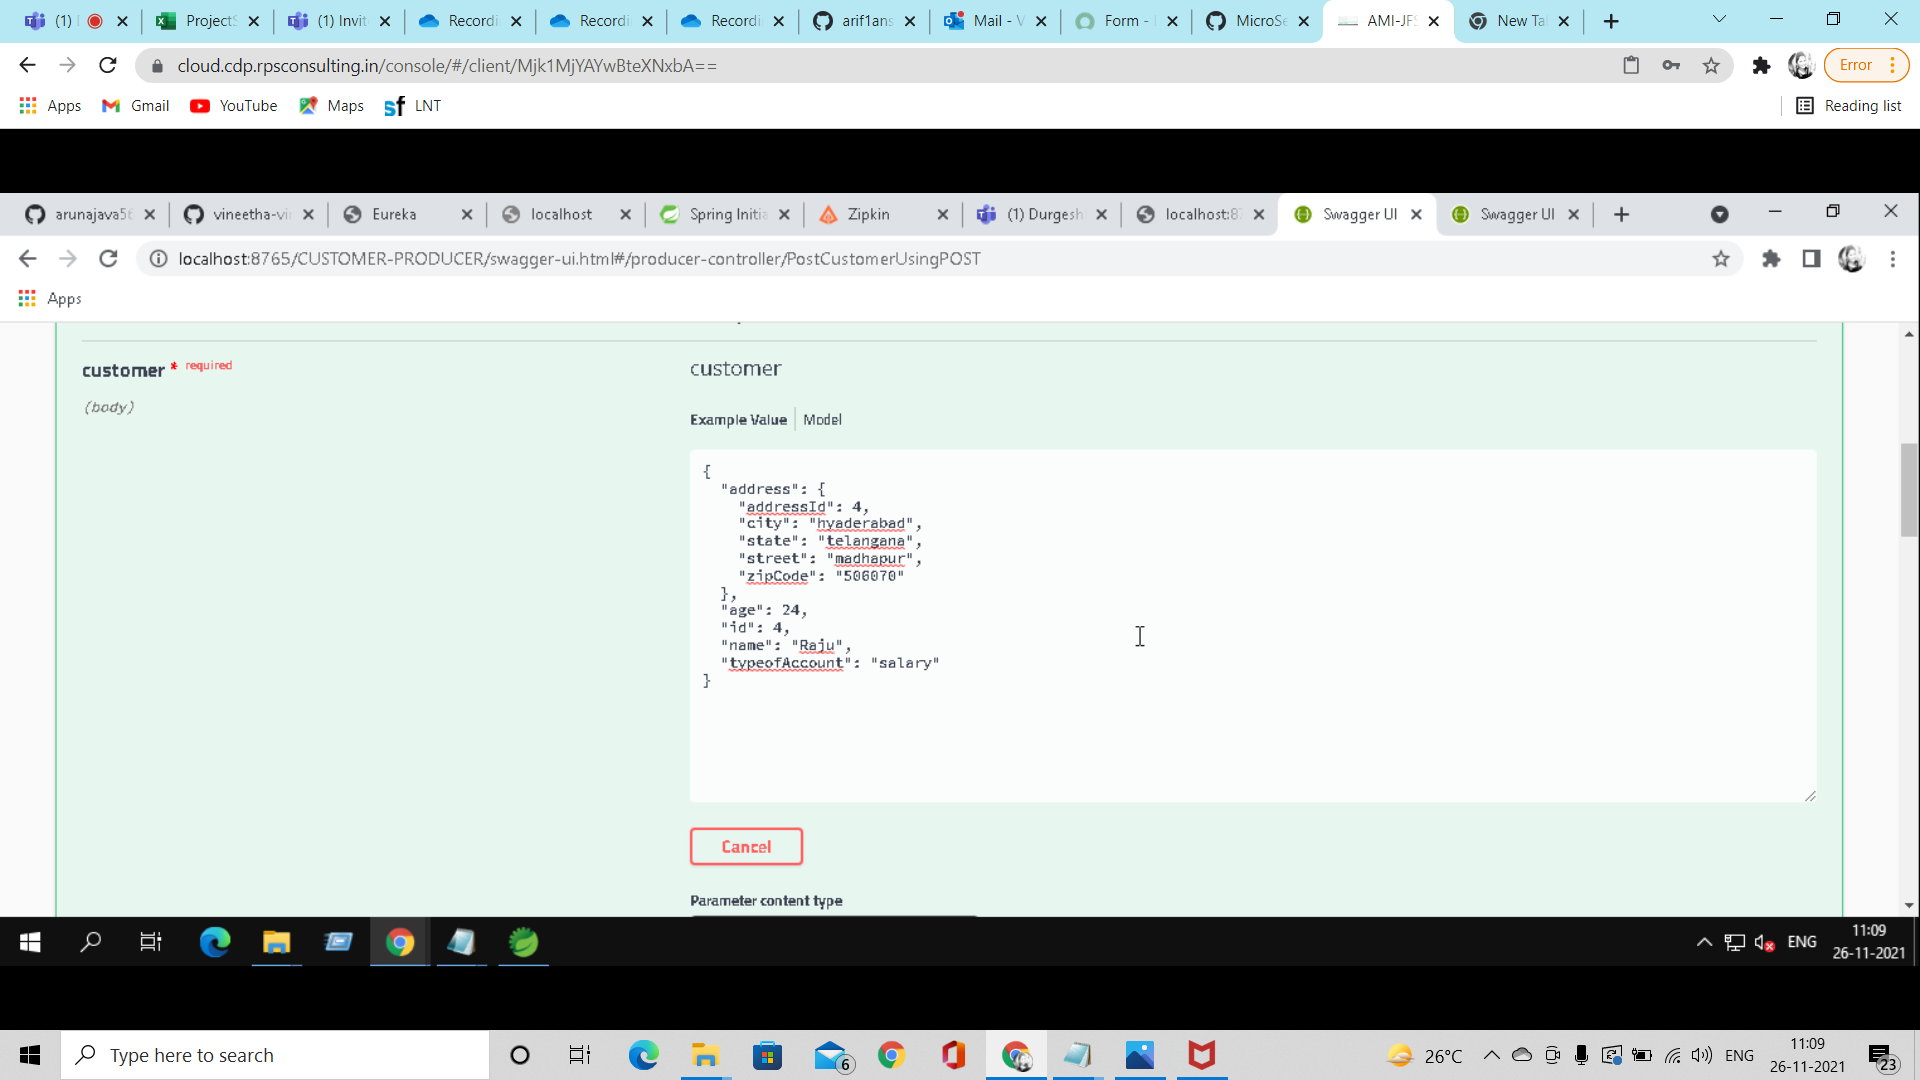 (1)
ProjectS
(1) Invit
Recordi
Recordi
Recordi
arif1ans
Mail - V
Form -
MicroSe
AMI-JFS
New Ta
cloud.cdp.rpsconsulting.in/console/#/client/Mjk1MjYAYwBteXNxbA==
Error
Apps
Gmail
YouTube
Maps
sf LNT
Reading list
arunajava56
vineetha-vi
Eureka
localhost
Spring Initia
Zipkin
(1) Durgesh
localhost:87
Swagger UI
Swagger UI
localhost:8765/CUSTOMER-PRODUCER/swagger-ui.html#/producer-controller/PostCustomerUsingPOST
Apps
customer * required
(body)
customer
Example Value
Model
{
"address": {
"addressId": 4,
"city": "hyaderabad",
"state": "telangana",
"street": "madhapur",
"zipCode": "506070"
},
"age": 24,
"id": 4,
"name": "Raju",
"typeofAccount": "salary"
}
Cancel
Parameter content type
ENG
11:09
26-11-2021
Type here to search
6
26°C
ENG
11:09
26-11-2021
23